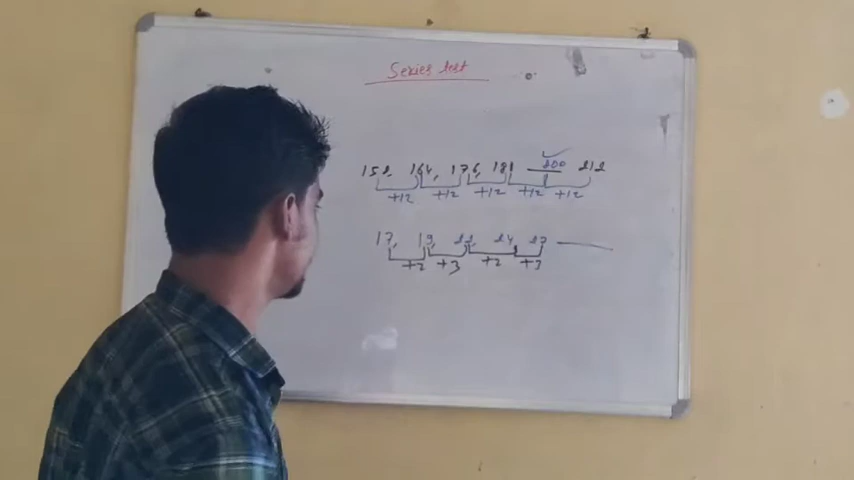 Series test
152, 164, 176, 188 200 212
+12 +12 +12 +12 +12
17, 19, 22, 24, 27
+2 +3 +2 +3